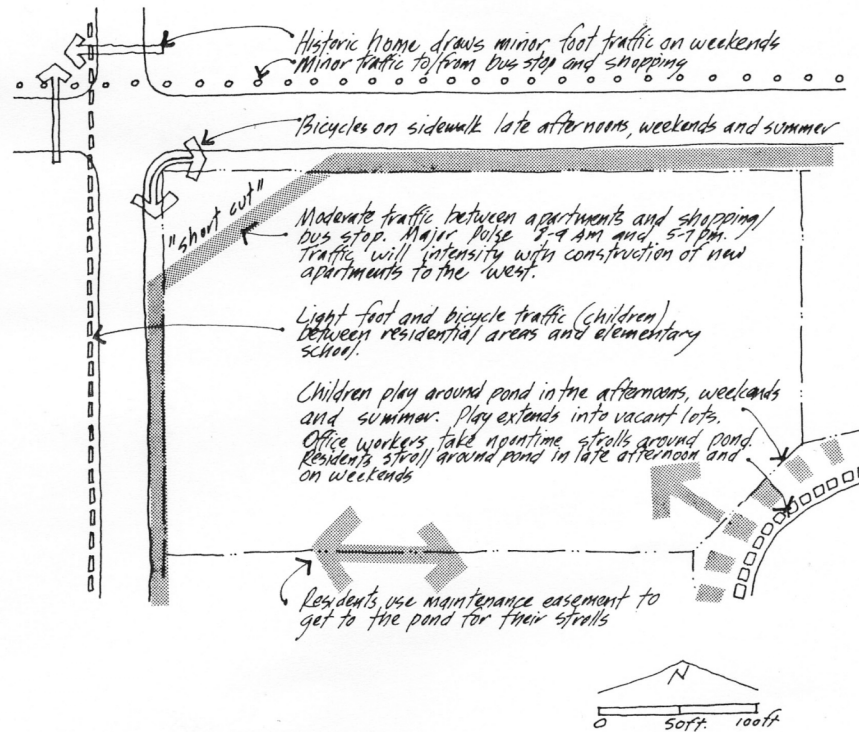 Historic home draws minor foot traffic on weekends
Minor traffic to/from bus stop and shopping
Bicycles on sidewalk late afternoons, weekends and summer
"short cut"
Moderate traffic between apartments and shopping/
bus stop. Major Pulse 8-9 AM and 5-7 pm.
Traffic will intensity with construction of new
apartments to the west.
Light foot and bicycle traffic (children)
between residential areas and elementary
school.
Children play around pond in the afternoons, weekends
and summer. Play extends into vacant lots.
Office workers take noontime strolls around pond.
Residents stroll around pond in late afternoon and
on weekends
Residents use maintenance easement to
get to the pond for their strolls
N
0 50ft. 100ft